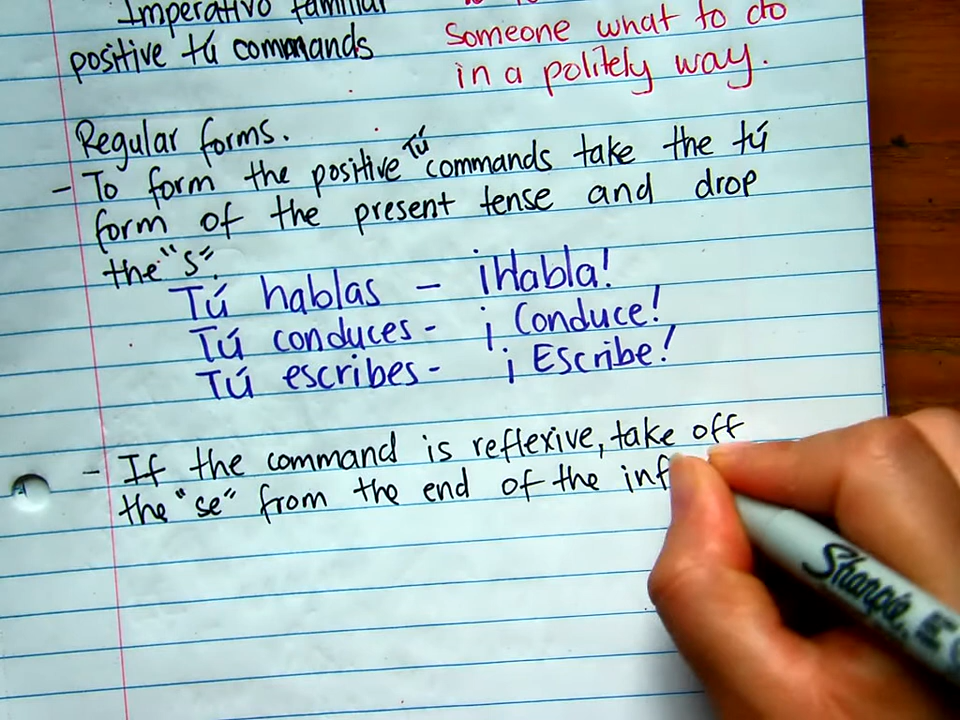 Imperativo familiar
positive tú commands
someone what to do
in a politely way.
Regular forms.
- To form the positive Tú commands take the tú
form of the present tense and drop
the "s".
Tú hablas - ¡Habla!
Tú conduces - ¡Conduce!
Tú escribes - ¡Escribe!
- If the command is reflexive, take off
the "se" from the end of the inf
Sharpie